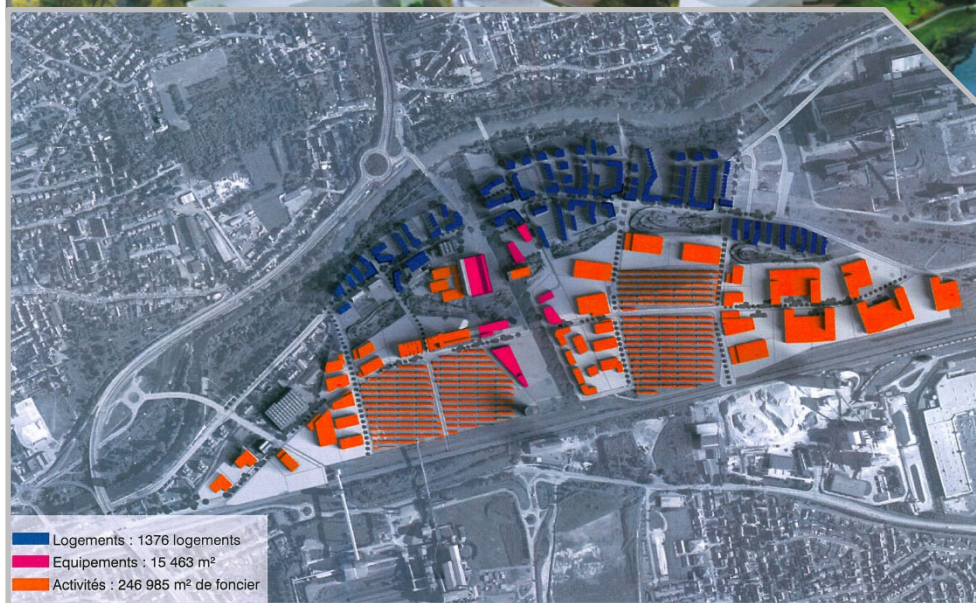 Logements : 1376 logements
Equipements : 15 463 m²
Activités : 246 985 m² de foncier